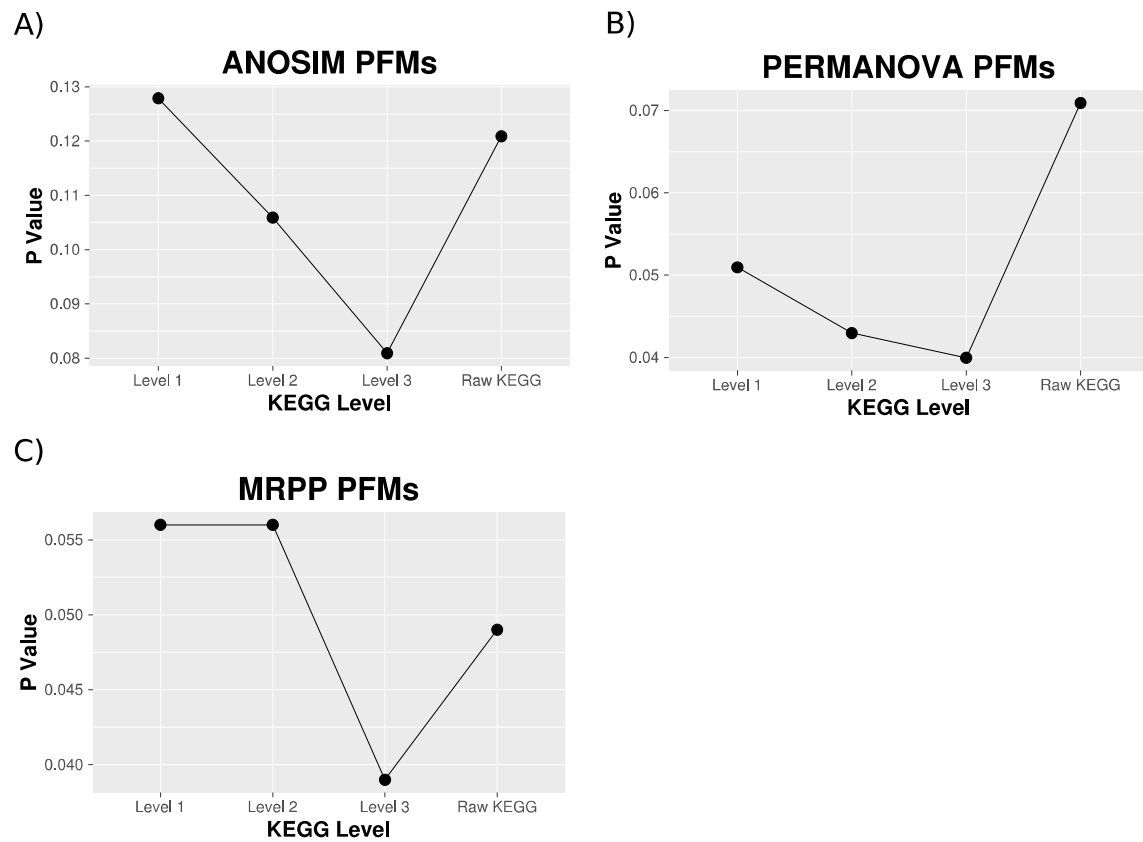 A)
ANOSIM PFMs
P Value
0.13
0.12
0.11
0.10
0.09
0.08
Level 1 Level 2 Level 3 Raw KEGG
KEGG Level
B)
PERMANOVA PFMs
P Value
0.07
0.06
0.05
0.04
Level 1 Level 2 Level 3 Raw KEGG
KEGG Level
C)
MRPP PFMs
P Value
0.055
0.050
0.045
0.040
Level 1 Level 2 Level 3 Raw KEGG
KEGG Level